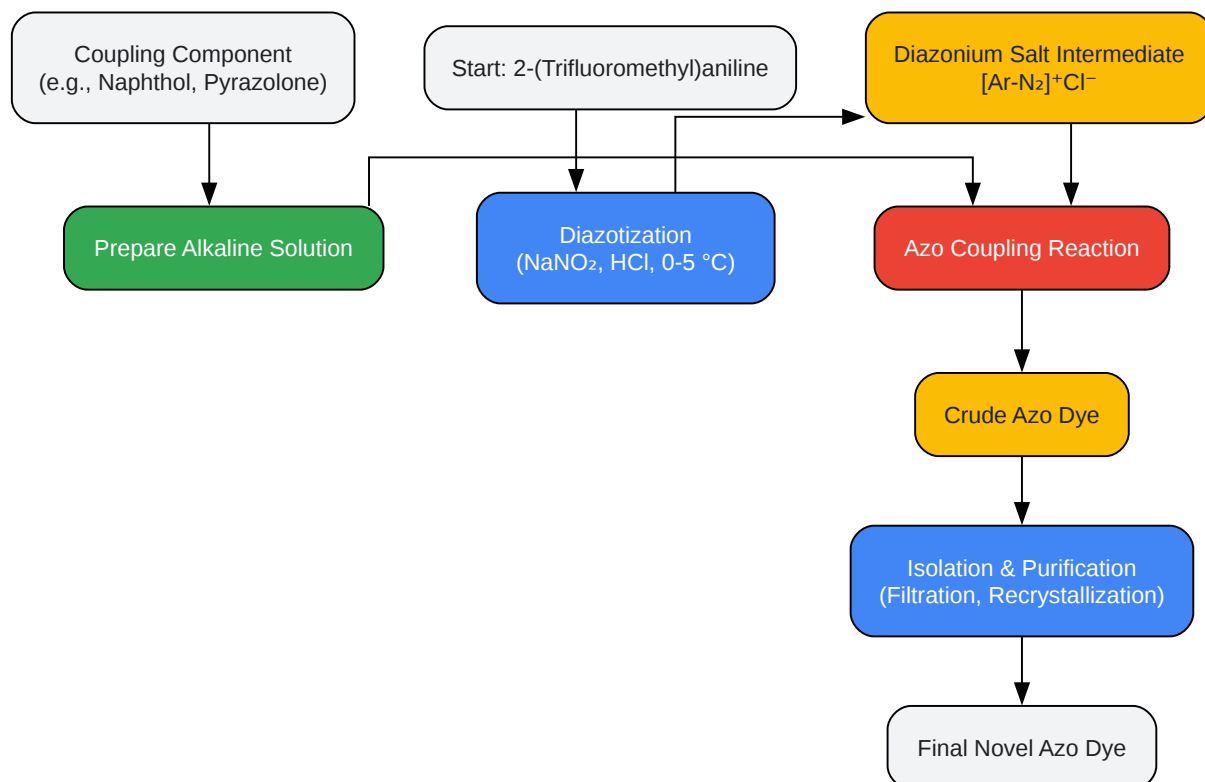 Coupling Component
(e.g., Naphthol, Pyrazolone)
Start: 2-(Trifluoromethyl)aniline
Diazonium Salt Intermediate
[Ar-N₂]⁺Cl⁻
Prepare Alkaline Solution
Diazotization
(NaNO₂, HCl, 0-5 °C)
Azo Coupling Reaction
Crude Azo Dye
Isolation & Purification
(Filtration, Recrystallization)
Final Novel Azo Dye